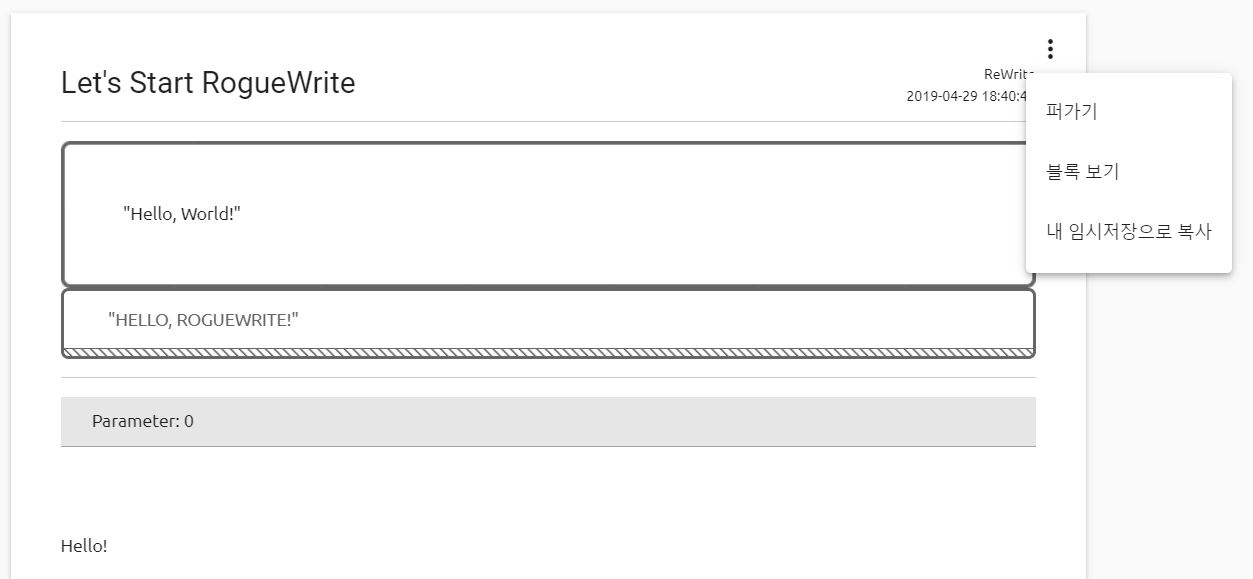 Let's Start RogueWrite
ReWrite
2019-04-29 18:40:4
퍼가기
블록 보기
내 임시저장으로 복사
"Hello, World!"
"HELLO, ROGUEWRITE!"
Parameter: 0
Hello!